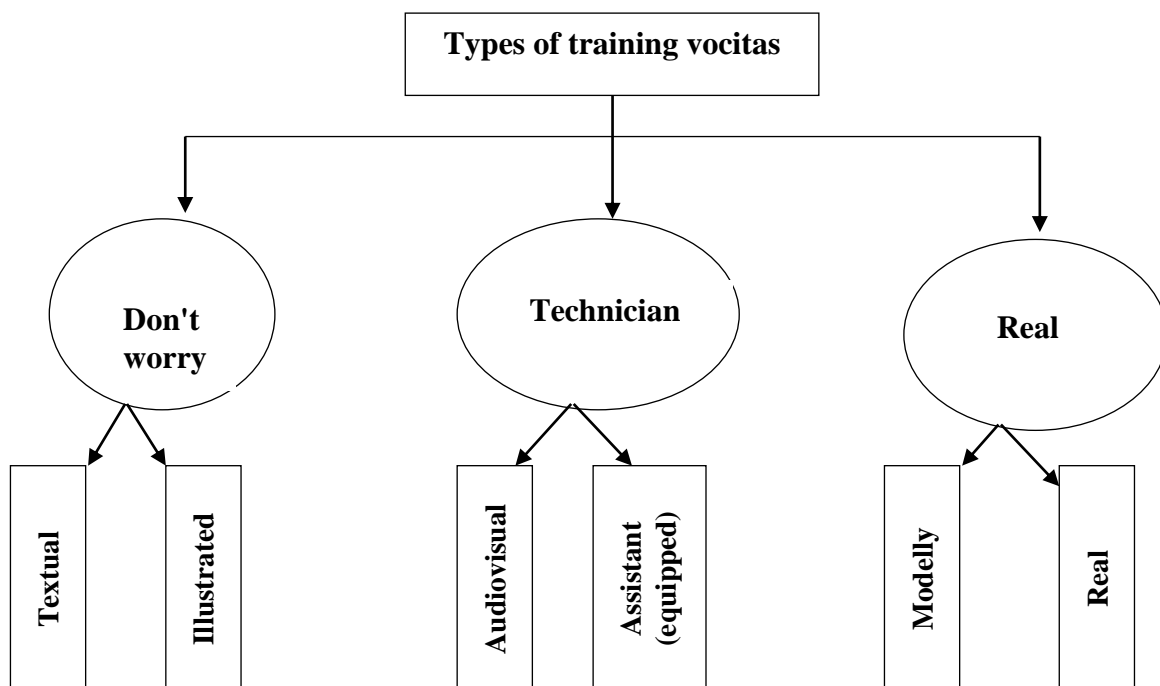 Types of training vocitas
Don't
worry
Technician
Real
Textual
Illustrated
Audiovisual
Assistant
(equipped)
Modelly
Real